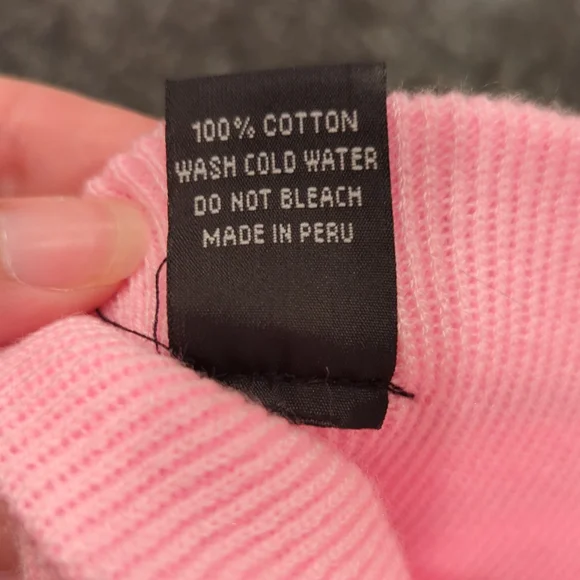 100% COTTON
WASH COLD WATER
DO NOT BLEACH
MADE IN PERU